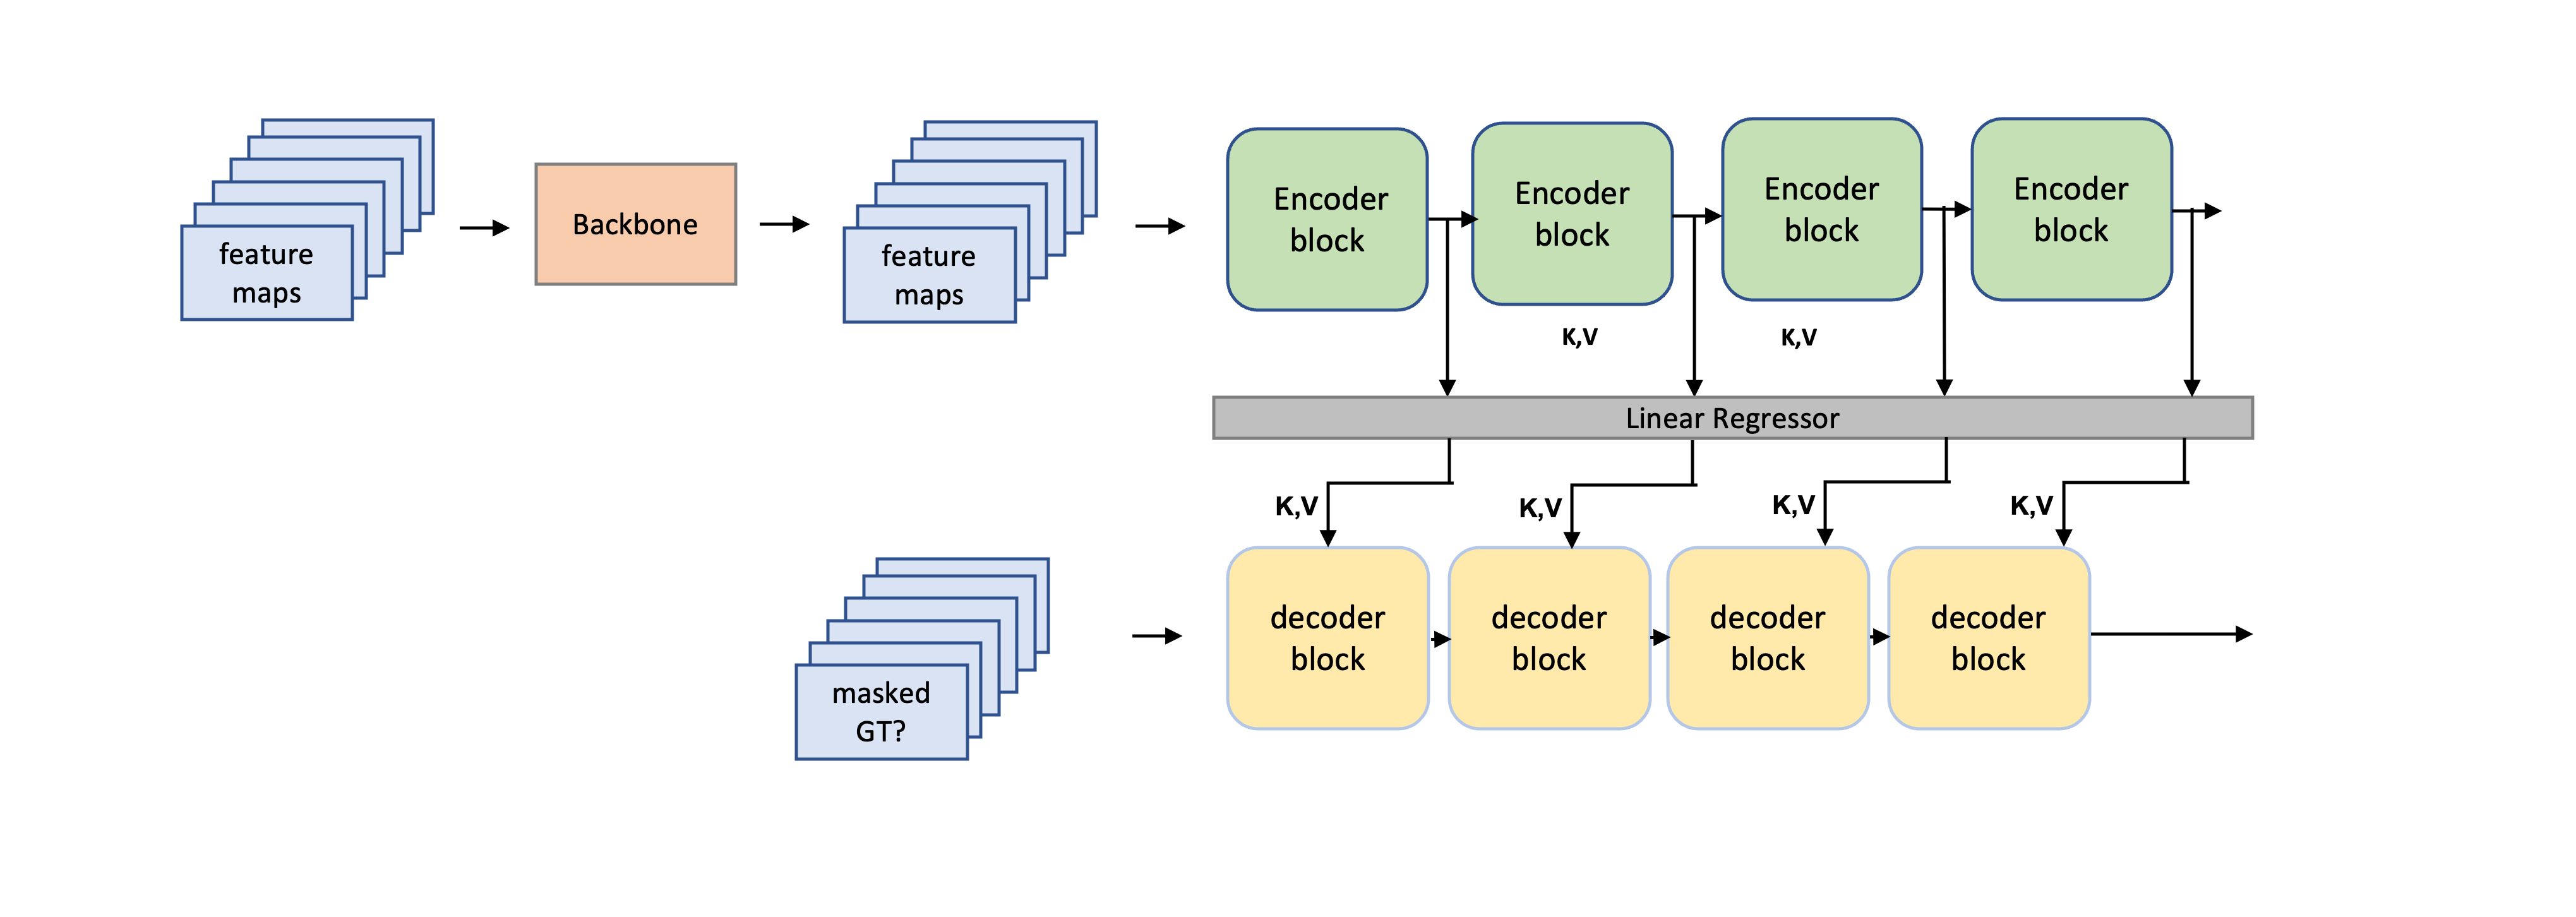 feature
maps
Backbone
feature
maps
Encoder
block
Encoder
block
Encoder
block
Encoder
block
K,V
K,V
Linear Regressor
K,V
K,V
K,V
K,V
masked
GT?
decoder
block
decoder
block
decoder
block
decoder
block